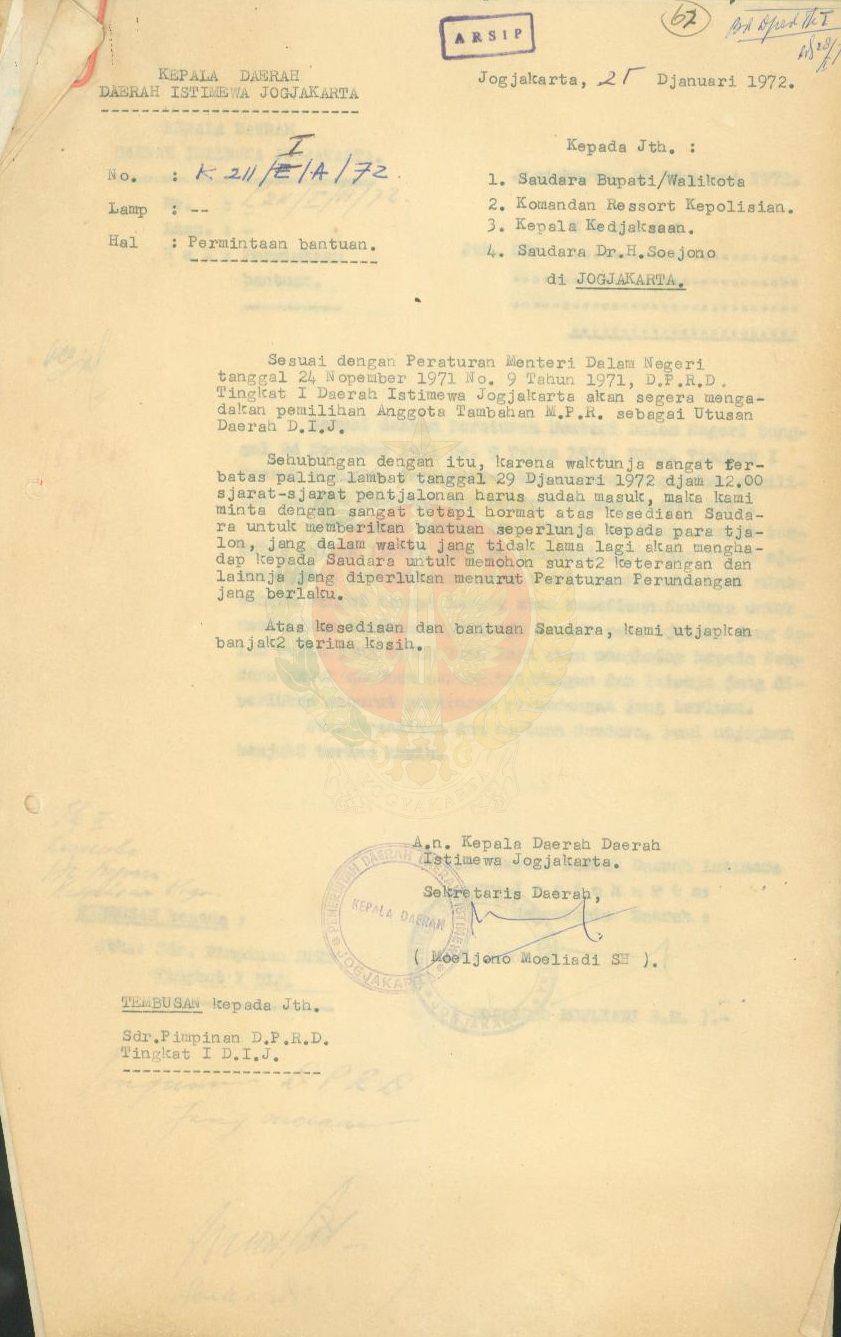 ARSIP
67
KEPALA DAERAH
DAERAH ISTIMEWA JOGJAKARTA
Jogjakarta, 25 Djanuari 1972.
Kepada Jth. :
No. : K 211/I/A/72.
Lamp : --
Hal : Permintaan bantuan.
1. Saudara Bupati/Walikota
2. Komandan Ressort Kepolisian.
3. Kepala Kedjaksaan.
4. Saudara Dr.H.Soejono
di JOGJAKARTA.
Sesuai dengan Peraturan Menteri Dalam Negeri
tanggal 24 Nopember 1971 No. 9 Tahun 1971, D.P.R.D.
Tingkat I Daerah Istimewa Jogjakarta akan segera menga-
dakan pemilihan Anggota Tambahan M.P.R. sebagai Utusan
Daerah D.I.J.
Sehubungan dengan itu, karena waktunja sangat ter-
batas paling lambat tanggal 29 Djanuari 1972 djam 12.00
sjarat-sjarat pentjalonan harus sudah masuk, maka kami
minta dengan sangat tetapi hormat atas kesediaan Sauda-
ra untuk memberikan bantuan seperlunja kepada para tja-
lon, jang dalam waktu jang tidak lama lagi akan mengha-
dap kepada Saudara untuk memohon surat2 keterangan dan
lainnja jang diperlukan menurut Peraturan Perundangan
jang berlaku.
Atas kesediaan dan bantuan Saudara, kami utjapkan
banjak2 terima kasih.
A.n. Kepala Daerah Daerah
Istimewa Jogjakarta.
Sekretaris Daerah,
PEMERINTAH DAERAH DAERAH ISTIMEWA
KEPALA DAERAH
JOGJAKARTA
( Moeljono Moeliadi SH ).
TEMBUSAN kepada Jth.
Sdr.Pimpinan D.P.R.D.
Tingkat I D.I.J.